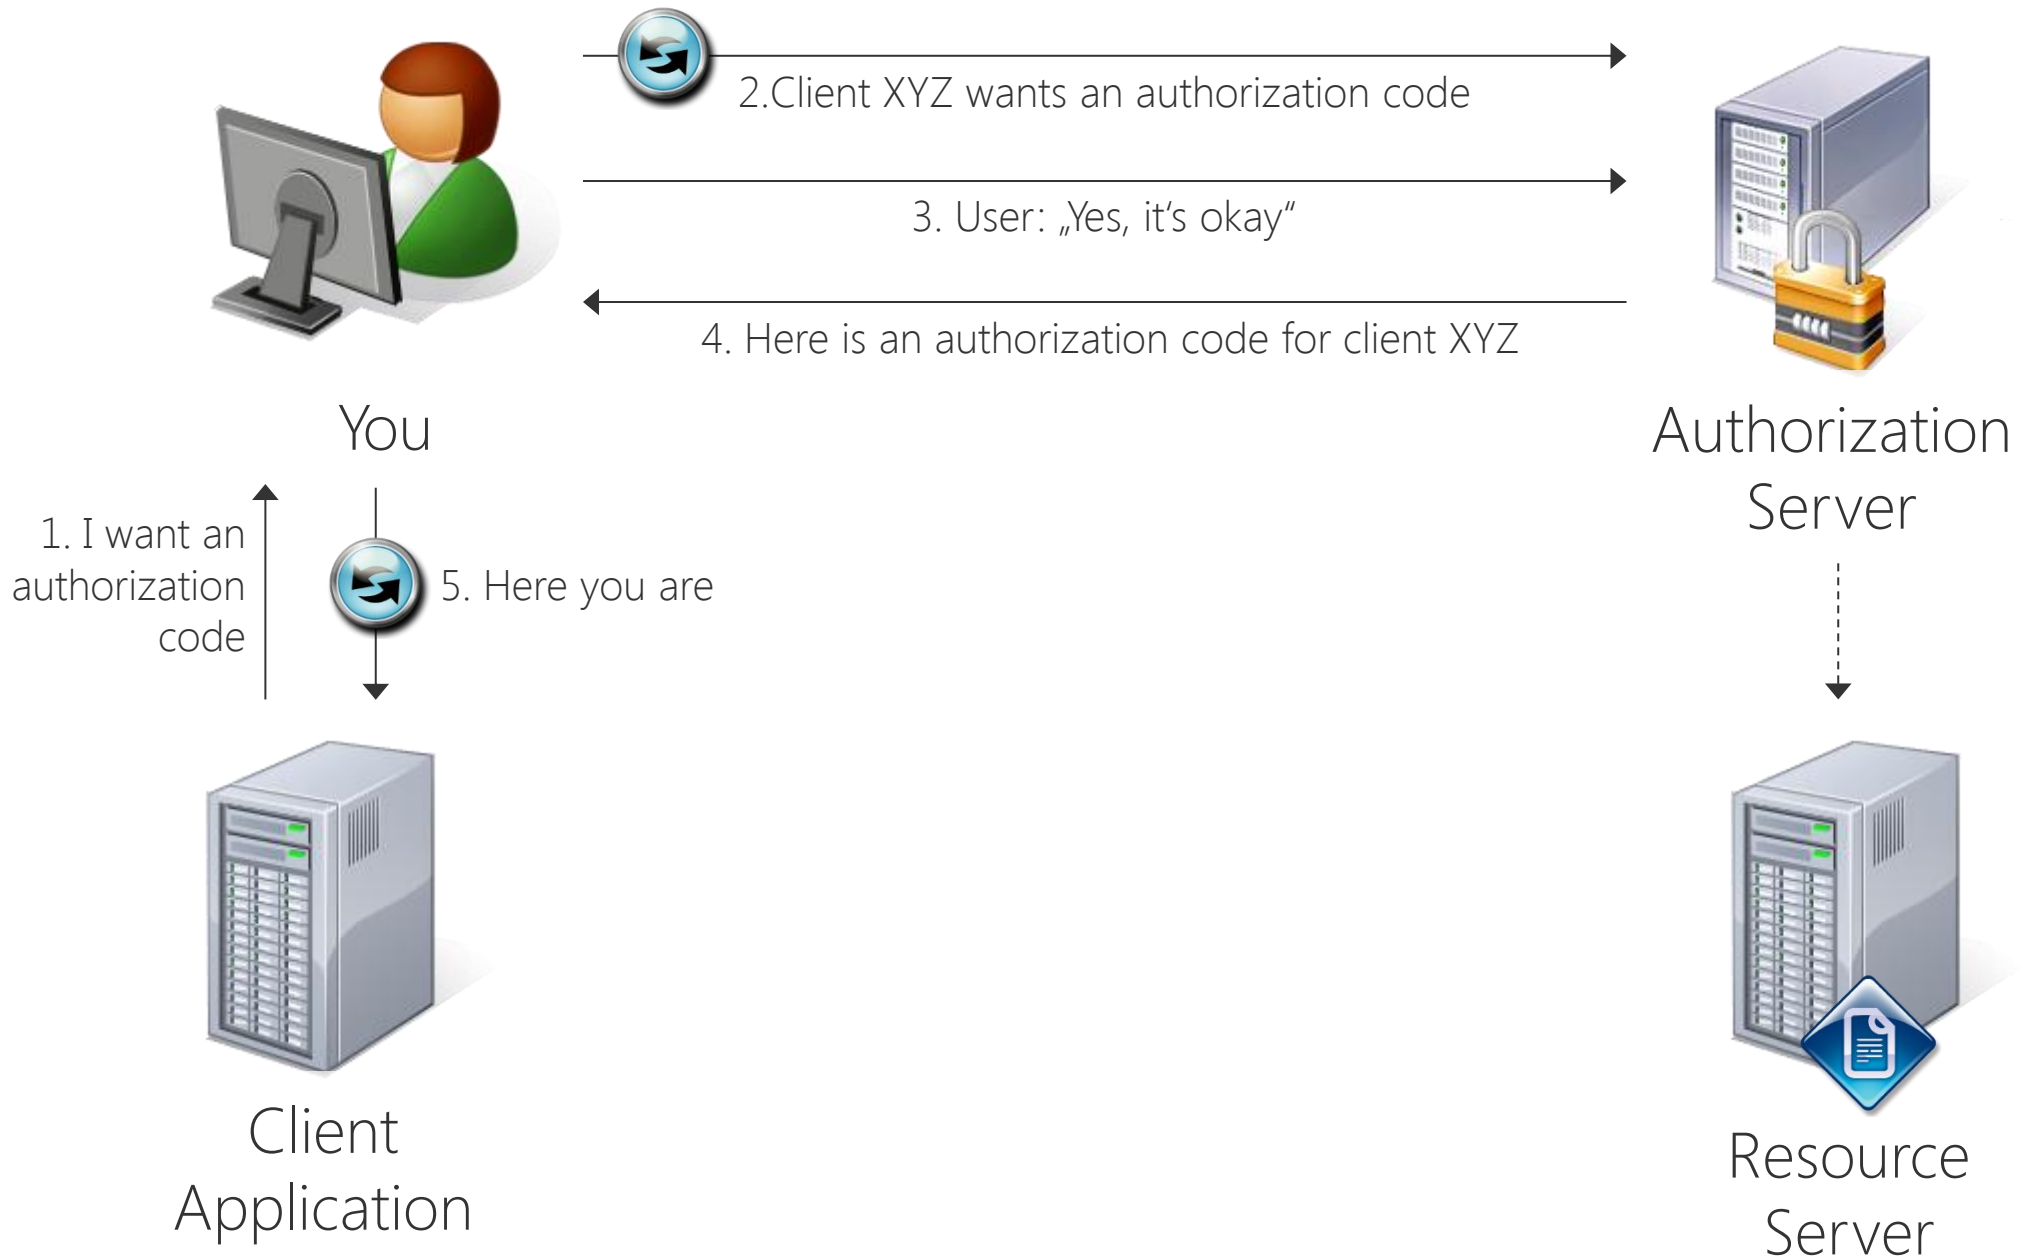 2.Client XYZ wants an authorization code
3. User: „Yes, it‘s okay“
4. Here is an authorization code for client XYZ
You
Authorization
Server
1. I want an
authorization
code
5. Here you are
Client
Application
Resource
Server